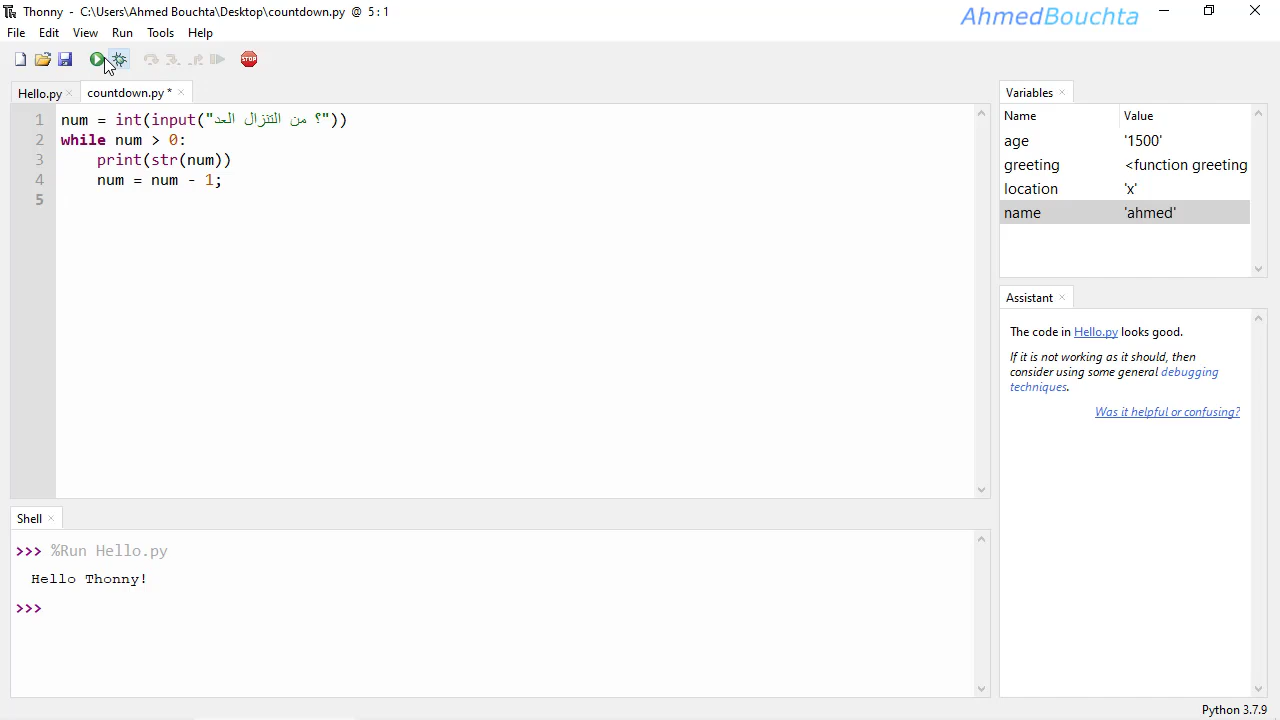 Thonny - C:\Users\Ahmed Bouchta\Desktop\countdown.py @ 5 : 1
AhmedBouchta
File Edit View Run Tools Help
STOP
Hello.py × countdown.py * ×
1 num = int(input("الحد التنزال من ؟"))
2 while num > 0:
3 print(str(num))
4 num = num - 1;
5
Shell ×
>>> %Run Hello.py
Hello Thonny!
>>>
Variables ×
Name Value
age '1500'
greeting <function greeting
location 'x'
name 'ahmed'
Assistant ×
The code in Hello.py looks good.
If it is not working as it should, then
consider using some general debugging
techniques.
Was it helpful or confusing?
Python 3.7.9